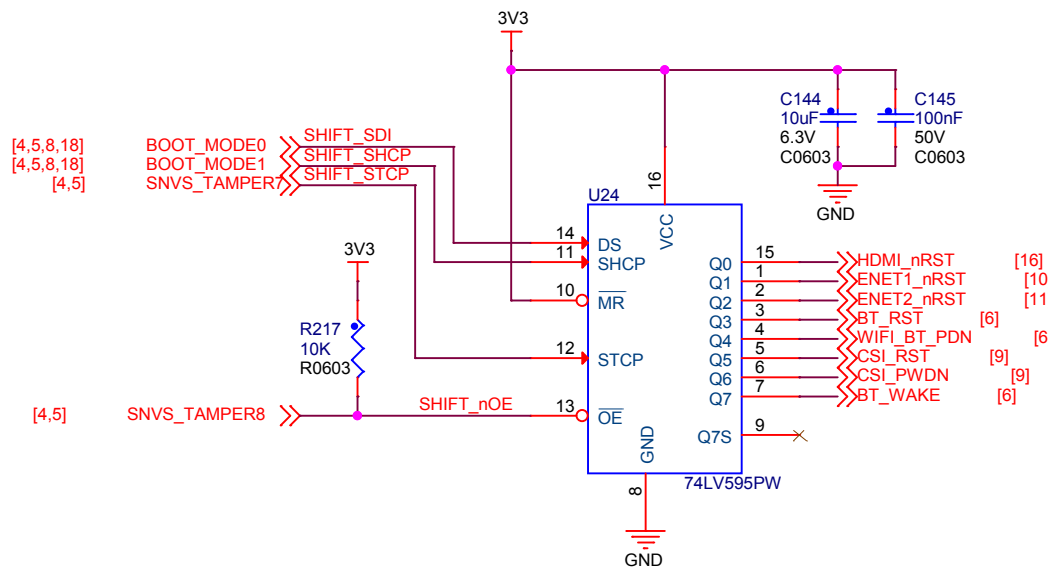 3V3
C144
10uF
6.3V
C0603
C145
100nF
50V
C0603
GND
[4,5,8,18] BOOT_MODE0 SHIFT_SDI
[4,5,8,18] BOOT_MODE1 SHIFT_SHCP
[4,5] SNVS_TAMPER7 SHIFT_STCP
3V3
R217
10K
R0603
[4,5] SNVS_TAMPER8 SHIFT_nOE
U24
16
VCC
14 DS
11 SHCP
10 MR
12 STCP
13 OE
GND
8
GND
Q0 15 HDMI_nRST [16]
Q1 1 ENET1_nRST [10
Q2 2 ENET2_nRST [11
Q3 3 BT_RST [6]
Q4 4 WIFI_BT_PDN [6
Q5 5 CSI_RST [9]
Q6 6 CSI_PWDN [9]
Q7 7 BT_WAKE [6]
Q7S 9
74LV595PW